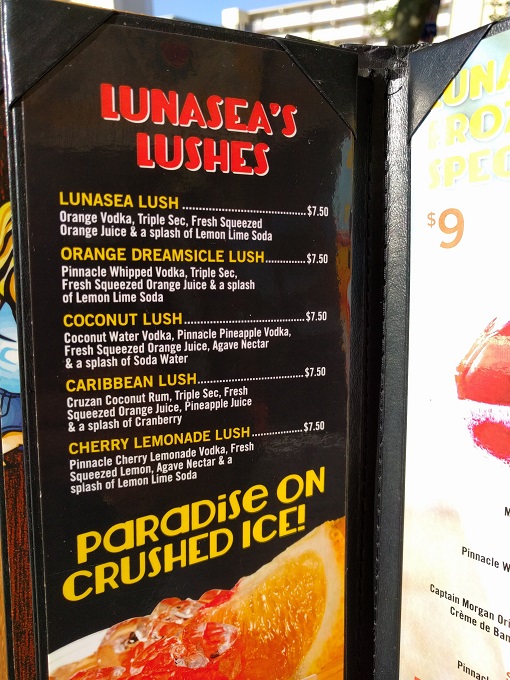 LUNASEA'S
LUSHES
LUNASEA LUSH..............................$7.50
Orange Vodka, Triple Sec, Fresh Squeezed
Orange Juice & a splash of Lemon Lime Soda
ORANGE DREAMSICLE LUSH............$7.50
Pinnacle Whipped Vodka, Triple Sec,
Fresh Squeezed Orange Juice & a splash
of Lemon Lime Soda
COCONUT LUSH..............................$7.50
Coconut Water Vodka, Pinnacle Pineapple Vodka,
Fresh Squeezed Orange Juice, Agave Nectar
& a splash of Soda Water
CARIBBEAN LUSH............................$7.50
Cruzan Coconut Rum, Triple Sec, Fresh
Squeezed Orange Juice, Pineapple Juice
& a splash of Cranberry
CHERRY LEMONADE LUSH................$7.50
Pinnacle Cherry Lemonade Vodka, Fresh
Squeezed Lemon, Agave Nectar & a
splash of Lemon Lime Soda
PARADISE ON
CRUSHED ICE!
$9
Pinnacle W
Captain Morgan Ori
Crème de Ban
Pinnac